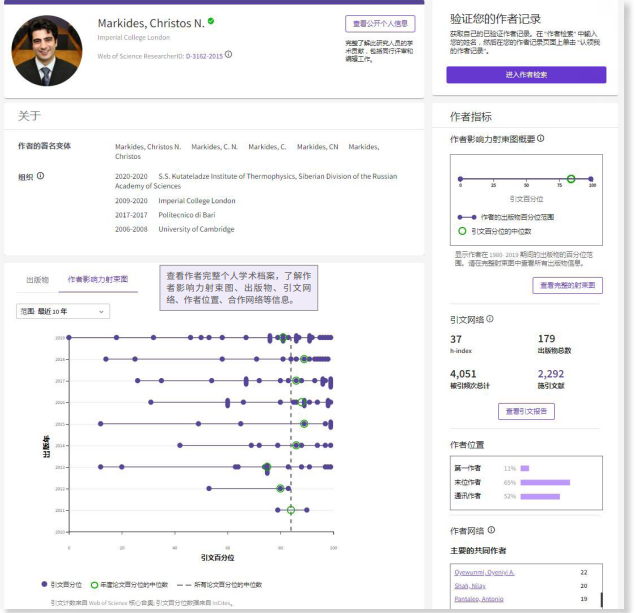 Markides, Christos N.
Imperial College London
Web of Science ResearcherID: D-3162-2015
查看公开个人信息
完整了解此研究人员的学
术贡献,包括同行评审和
编辑工作。
关于
作者的署名变体
Markides, Christos N. Markides, C. N. Markides, C. Markides, CN Markides,
Christos
组织
2020-2020 S.S. Kutateladze Institute of Thermophysics, Siberian Division of the Russian
Academy of Sciences
2009-2020 Imperial College London
2017-2017 Politecnico di Bari
2006-2008 University of Cambridge
出版物 作者影响力射束图
查看作者完整个人学术档案,了解作
者影响力射束图、出版物、引文网
络、作者位置、合作网络等信息。
范围: 最近 10 年
出版年
2019
2018
2017
2016
2015
2014
2013
2012
2011
2010
0 20 40 60 80 100
引文百分位
引文百分位 年度论文百分位的中位数 所有论文百分位的中位数
引文计数来自 Web of Science 核心合集; 引文百分位数据来自 InCites。
验证您的作者记录
获取自己的已验证作者记录。在 "作者检索" 中输入
您的姓名,然后在您的作者记录页面上单击 "认领我
的作者记录"。
进入作者检索
作者指标
作者影响力射束图概要
0 25 50 75 100
引文百分位
作者的出版物百分位范围
引文百分位的中位数
显示作者在 1980-2019 期间的出版物的百分位范
围。请在完整射束图中查看所有出版物信息。
查看完整的射束图
引文网络
37 179
h-index 出版物总数
4,051 2,292
被引频次总计 施引文献
查看引文报告
作者位置
第一作者 11%
末位作者 65%
通讯作者 52%
作者网络
主要的共同作者
Oyewunmi, Oyeniyi A. 22
Shah, Nilay 20
Pantaleo, Antonio 19